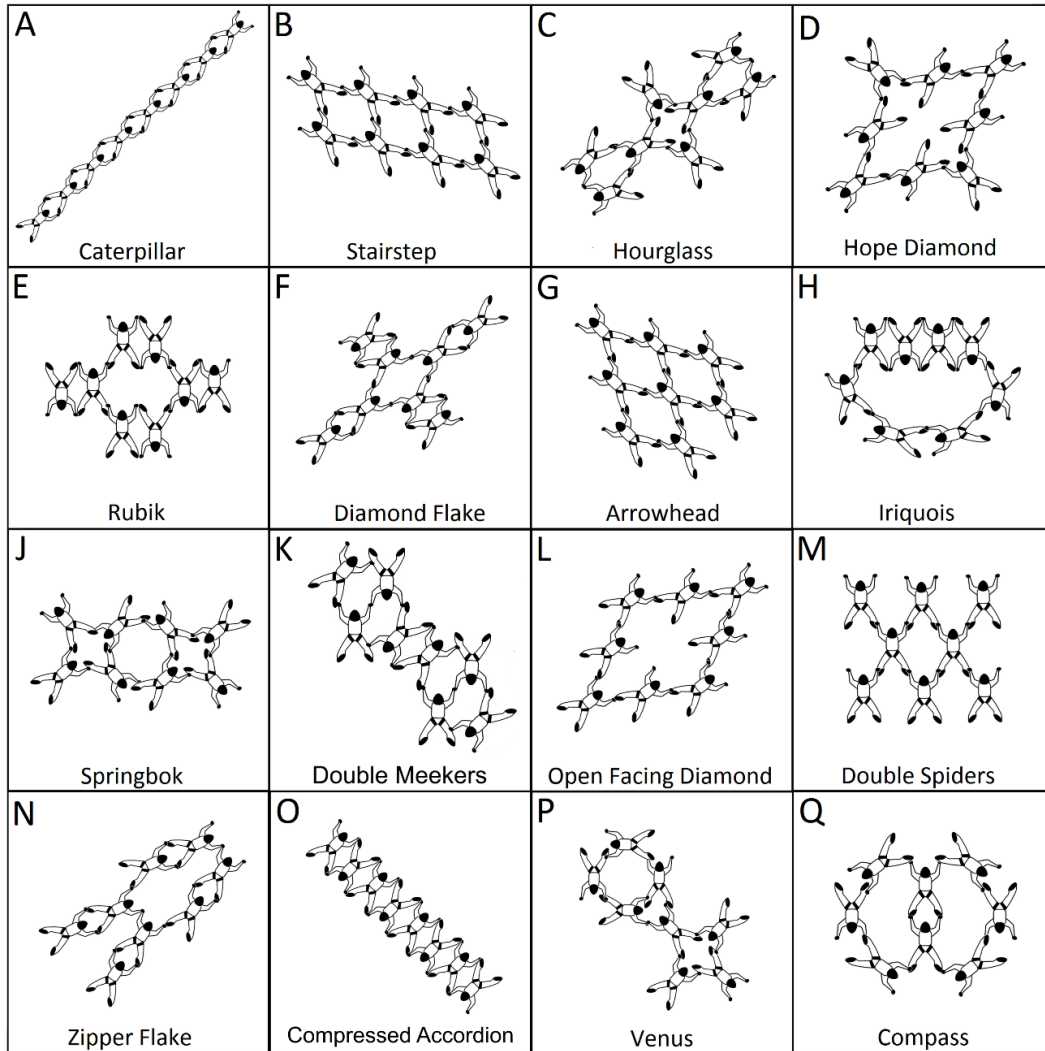 A
Caterpillar
B
Stairstep
C
Hourglass
D
Hope Diamond
E
Rubik
F
Diamond Flake
G
Arrowhead
H
Iriquois
J
Springbok
K
Double Meekers
L
Open Facing Diamond
M
Double Spiders
N
Zipper Flake
O
Compressed Accordion
P
Venus
Q
Compass